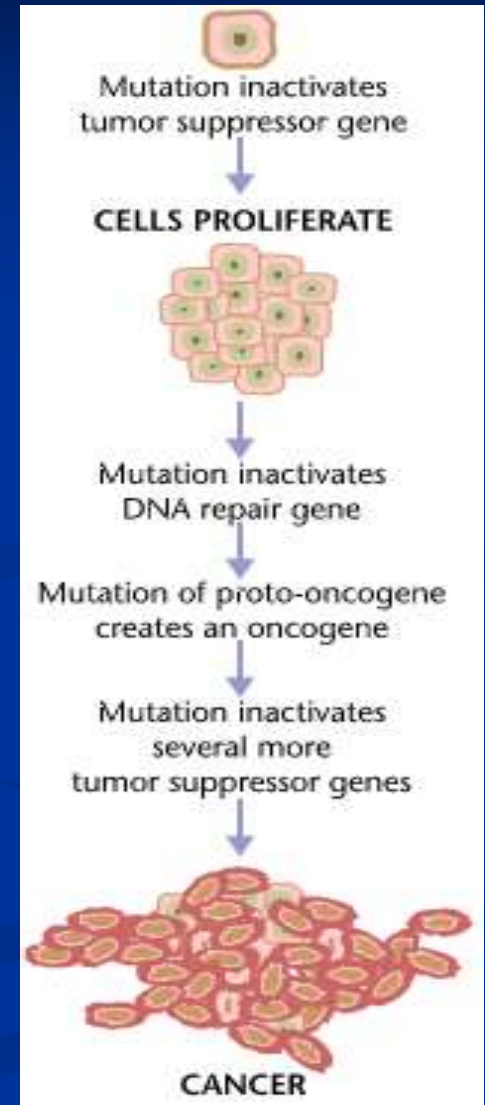 Mutation inactivates
tumor suppressor gene
CELLS PROLIFERATE
Mutation inactivates
DNA repair gene
Mutation of proto-oncogene
creates an oncogene
Mutation inactivates
several more
tumor suppressor genes
CANCER